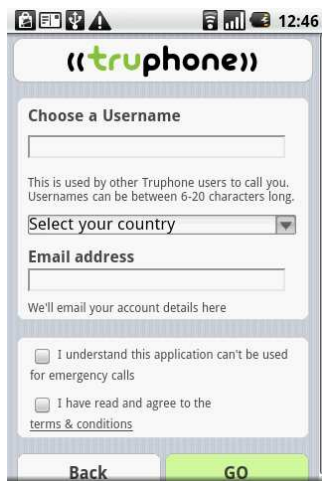 12:46
((truphone))
Choose a Username
This is used by other Truphone users to call you.
Usernames can be between 6-20 characters long.
Select your country
Email address
We'll email your account details here
I understand this application can't be used
for emergency calls
I have read and agree to the
terms & conditions
Back
GO